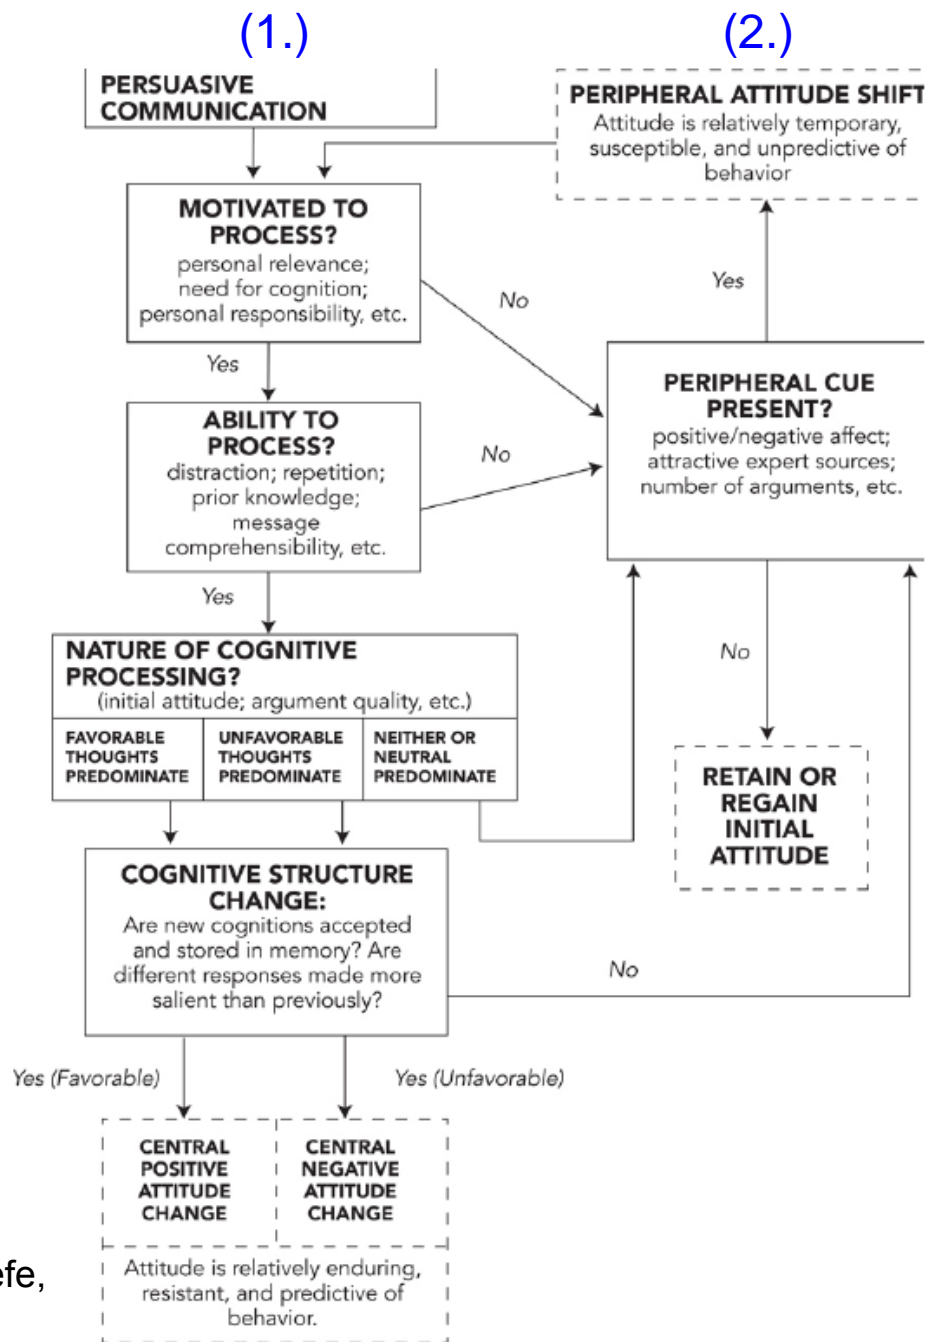 (1.)
(2.)
PERSUASIVE
COMMUNICATION
PERIPHERAL ATTITUDE SHIFT
Attitude is relatively temporary,
susceptible, and unpredictive of
behavior
MOTIVATED TO
PROCESS?
personal relevance;
need for cognition;
personal responsibility, etc.
No
Yes
Yes
PERIPHERAL CUE
PRESENT?
positive/negative affect;
attractive expert sources;
number of arguments, etc.
ABILITY TO
PROCESS?
distraction; repetition;
prior knowledge;
message
comprehensibility, etc.
No
Yes
No
NATURE OF COGNITIVE
PROCESSING?
(initial attitude; argument quality, etc.)
FAVORABLE
THOUGHTS
PREDOMINATE
UNFAVORABLE
THOUGHTS
PREDOMINATE
NEITHER OR
NEUTRAL
PREDOMINATE
RETAIN OR
REGAIN
INITIAL
ATTITUDE
COGNITIVE STRUCTURE
CHANGE:
Are new cognitions accepted
and stored in memory? Are
different responses made more
salient than previously?
No
Yes (Favorable)
Yes (Unfavorable)
CENTRAL
POSITIVE
ATTITUDE
CHANGE
CENTRAL
NEGATIVE
ATTITUDE
CHANGE
Attitude is relatively enduring,
resistant, and predictive of
behavior.
efe,